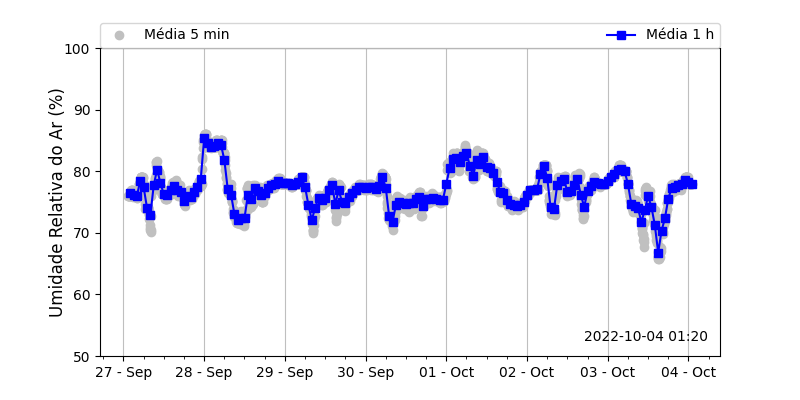 Média 5 min
Média 1 h
Umidade Relativa do Ar (%)
100
90
80
70
60
50
2022-10-04 01:20
27 - Sep
28 - Sep
29 - Sep
30 - Sep
01 - Oct
02 - Oct
03 - Oct
04 - Oct